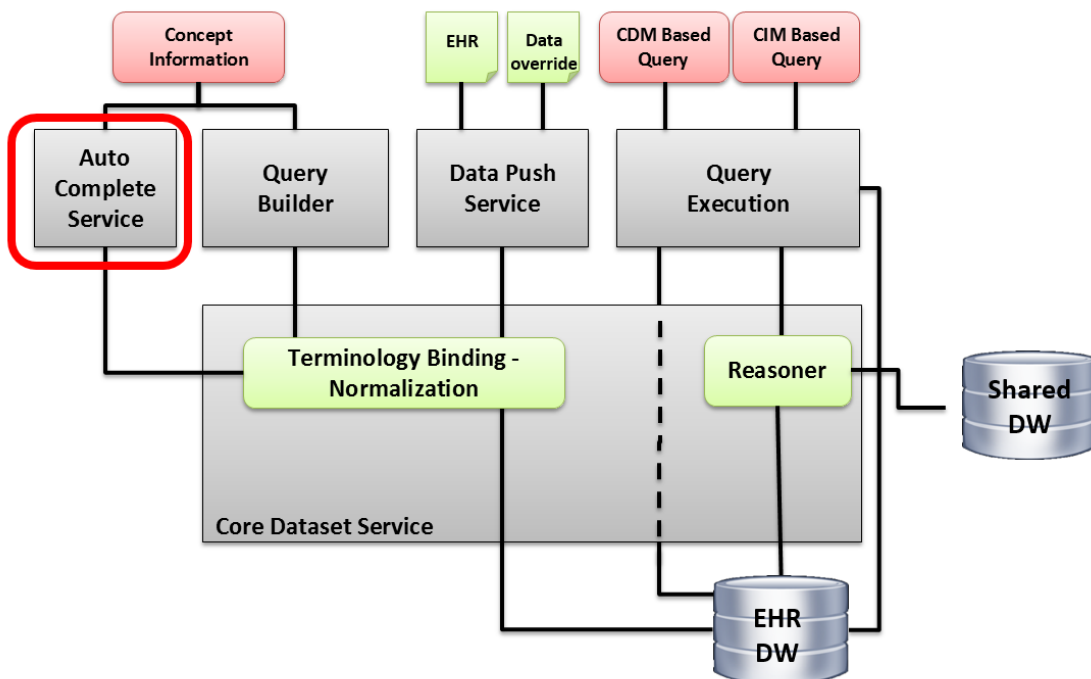 Concept
Information
EHR
Data
override
CDM Based
Query
CIM Based
Query
Auto
Complete
Service
Query
Builder
Data Push
Service
Query
Execution
Terminology Binding -
Normalization
Reasoner
Shared
DW
Core Dataset Service
EHR
DW